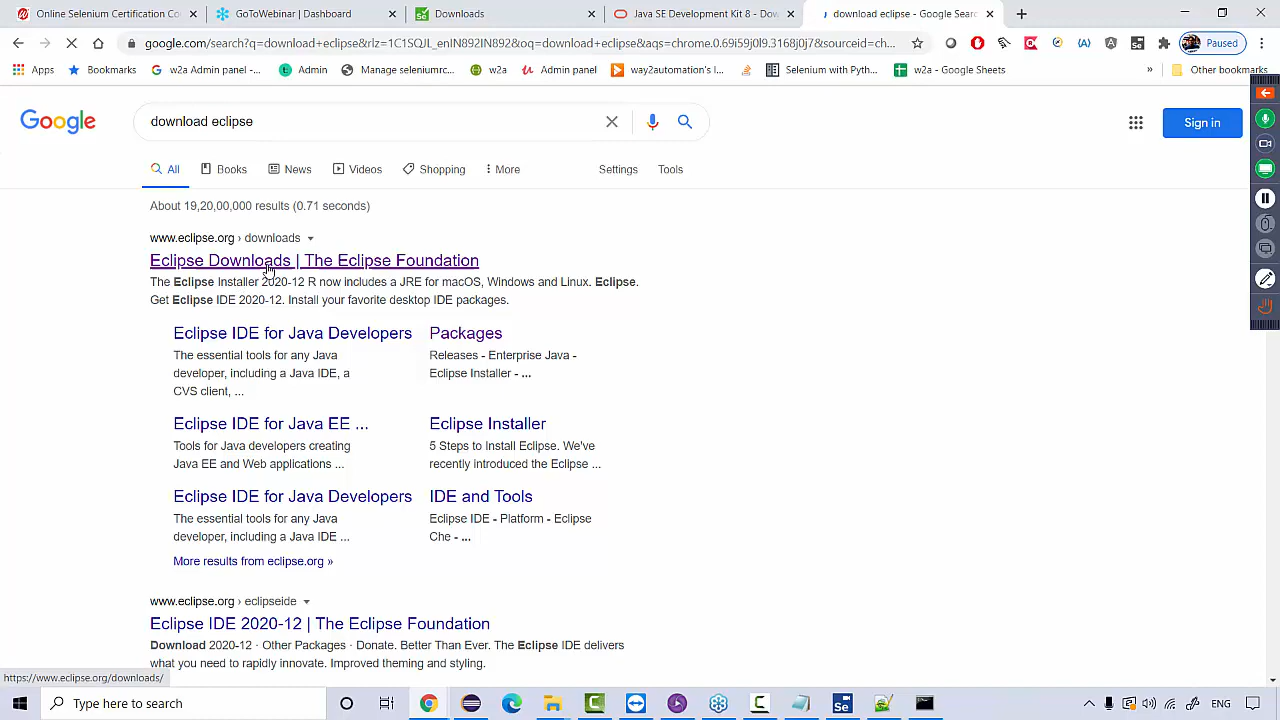 Online Selenium Certification Co
GoToWebinar | Dashboard
Downloads
Java SE Development Kit 8 - Dow
download eclipse - Google Searc
google.com/search?q=download+eclipse&rlz=1C1SQJL_enIN892IN892&oq=download+eclipse&aqs=chrome.0.69i59j0l9.3168j0j7&sourceid=ch...
Paused
Apps Bookmarks w2a Admin panel -... Admin Manage seleniumrc... w2a Admin panel way2automation's l... Selenium with Pyth... w2a - Google Sheets » Other bookmarks
Google
download eclipse
Sign in
All Books News Videos Shopping More Settings Tools
About 19,20,00,000 results (0.71 seconds)
www.eclipse.org › downloads
Eclipse Downloads | The Eclipse Foundation
The Eclipse Installer 2020-12 R now includes a JRE for macOS, Windows and Linux. Eclipse.
Get Eclipse IDE 2020-12. Install your favorite desktop IDE packages.
Eclipse IDE for Java Developers
The essential tools for any Java
developer, including a Java IDE, a
CVS client, ...
Packages
Releases - Enterprise Java -
Eclipse Installer - ...
Eclipse IDE for Java EE ...
Tools for Java developers creating
Java EE and Web applications ...
Eclipse Installer
5 Steps to Install Eclipse. We've
recently introduced the Eclipse ...
Eclipse IDE for Java Developers
The essential tools for any Java
developer, including a Java IDE ...
IDE and Tools
Eclipse IDE - Platform - Eclipse
Che - ...
More results from eclipse.org »
www.eclipse.org › eclipseide
Eclipse IDE 2020-12 | The Eclipse Foundation
Download 2020-12 · Other Packages · Donate. Better Than Ever. The Eclipse IDE delivers
what you need to rapidly innovate. Improved theming and styling.
https://www.eclipse.org/downloads/
Type here to search
ENG